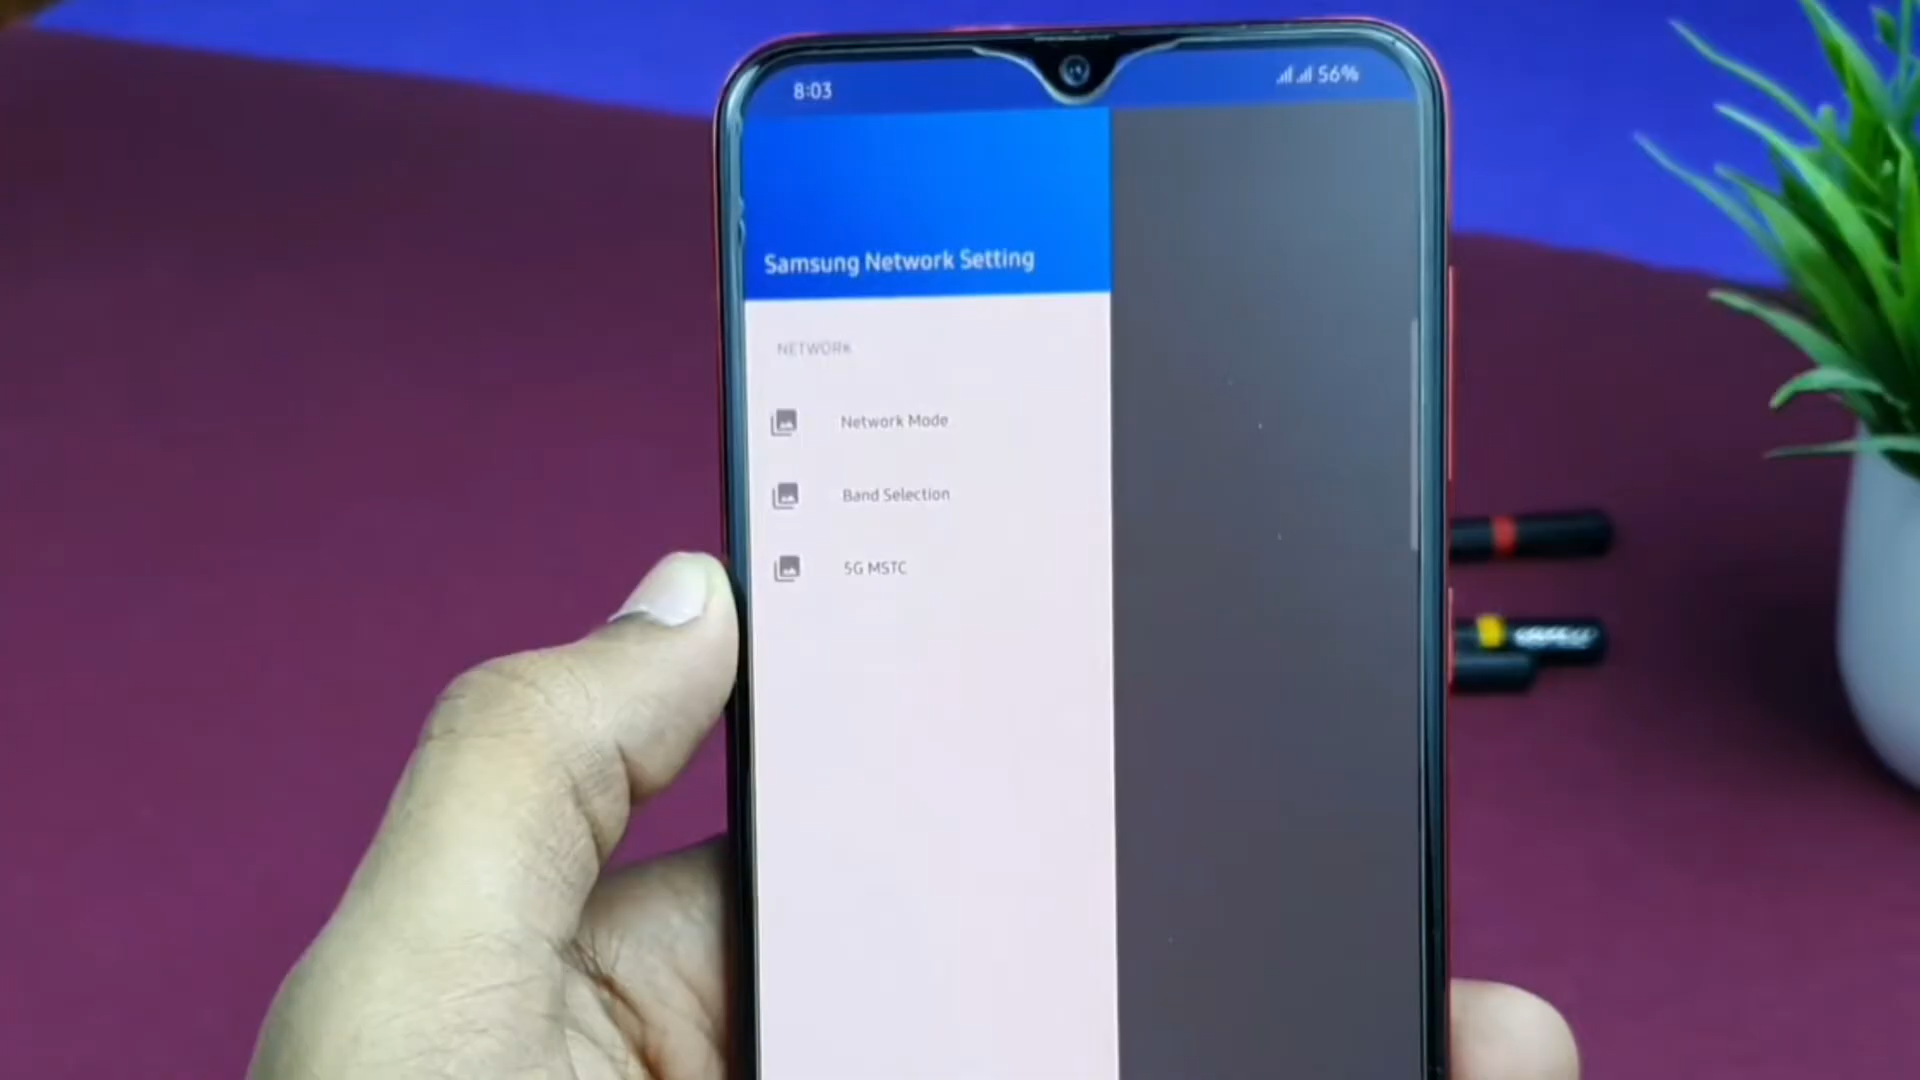 8:03
56%
Samsung Network Setting
NETWORK
Network Mode
Band Selection
5G MSTC